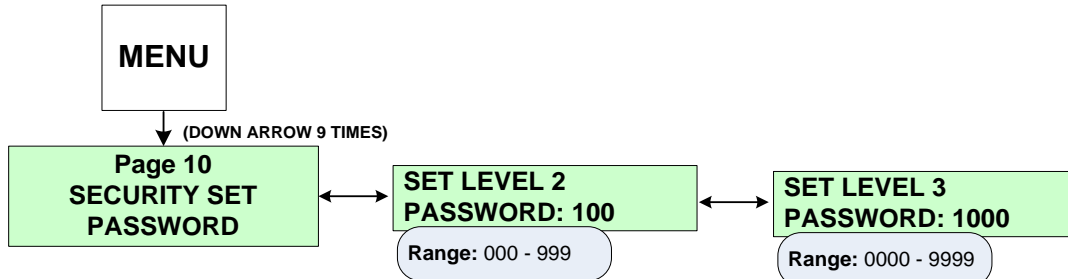 MENU
(DOWN ARROW 9 TIMES)
Page 10
SECURITY SET
PASSWORD
SET LEVEL 2
PASSWORD: 100
Range: 000 - 999
SET LEVEL 3
PASSWORD: 1000
Range: 0000 - 9999